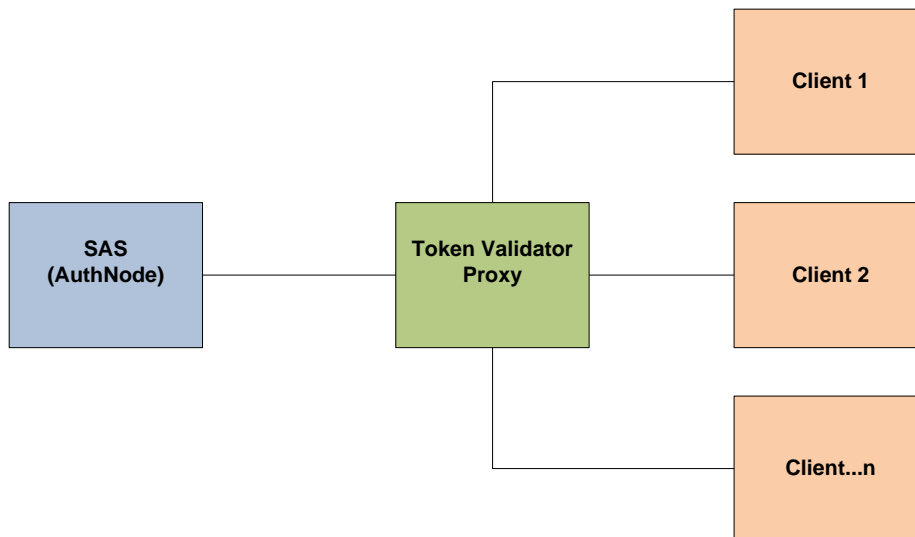 Client 1
SAS
(AuthNode)
Token Validator
Proxy
Client 2
Client...n